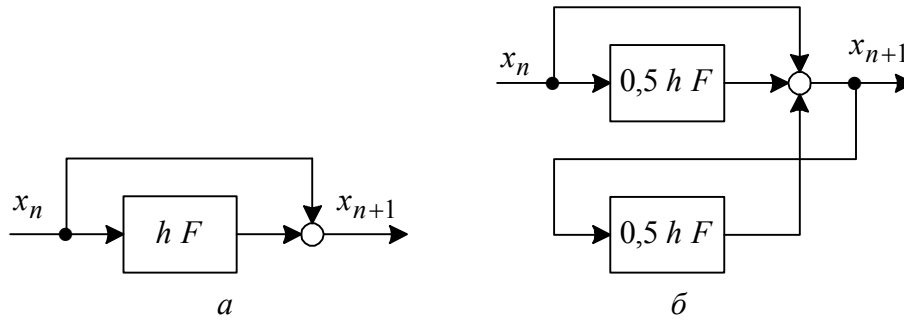 x_n
h F
x_{n+1}
а
x_n
0,5 h F
x_{n+1}
0,5 h F
б